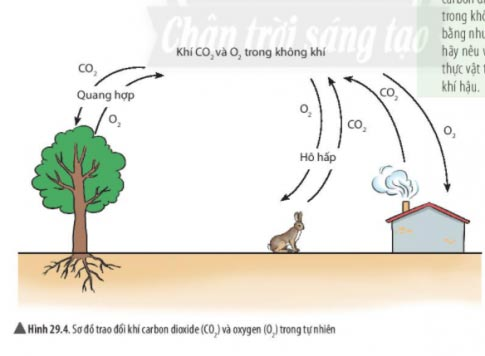 Chân trời sáng tạo
carbon di
trong khô
bằng nhu
hãy nêu v
thực vật t
khí hậu.
Khí CO₂ và O₂ trong không khí
CO₂
Quang hợp
O₂
O₂
CO₂
Hô hấp
CO₂
O₂
Hình 29.4. Sơ đồ trao đổi khí carbon dioxide (CO₂) và oxygen (O₂) trong tự nhiên